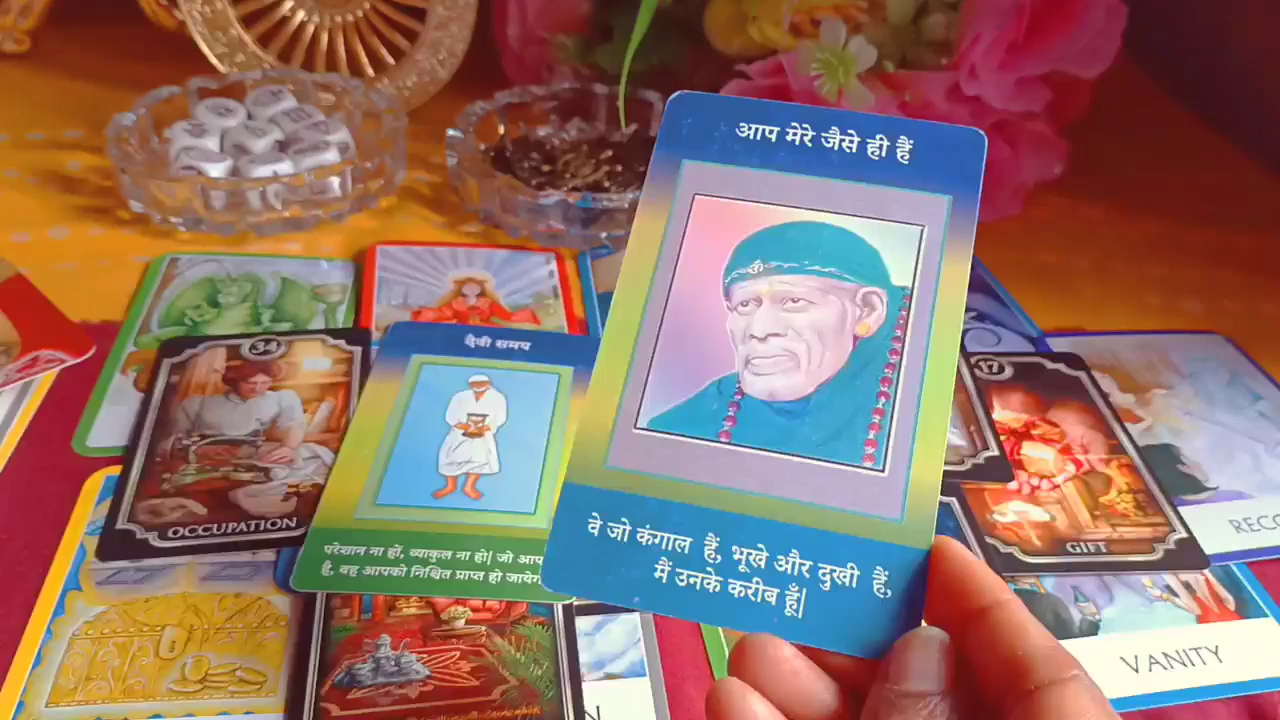 आप मेरे जैसे ही हैं
ॐ
वे जो कंगाल हैं, भूखे और दुखी हैं,
मैं उनके करीब हूँ|
दैवी समय
परेशान ना हों, व्याकुल ना हो| जो आप
है, वह आपको निश्चित प्राप्त हो
34
OCCUPATION
17
GIFT
VANITY